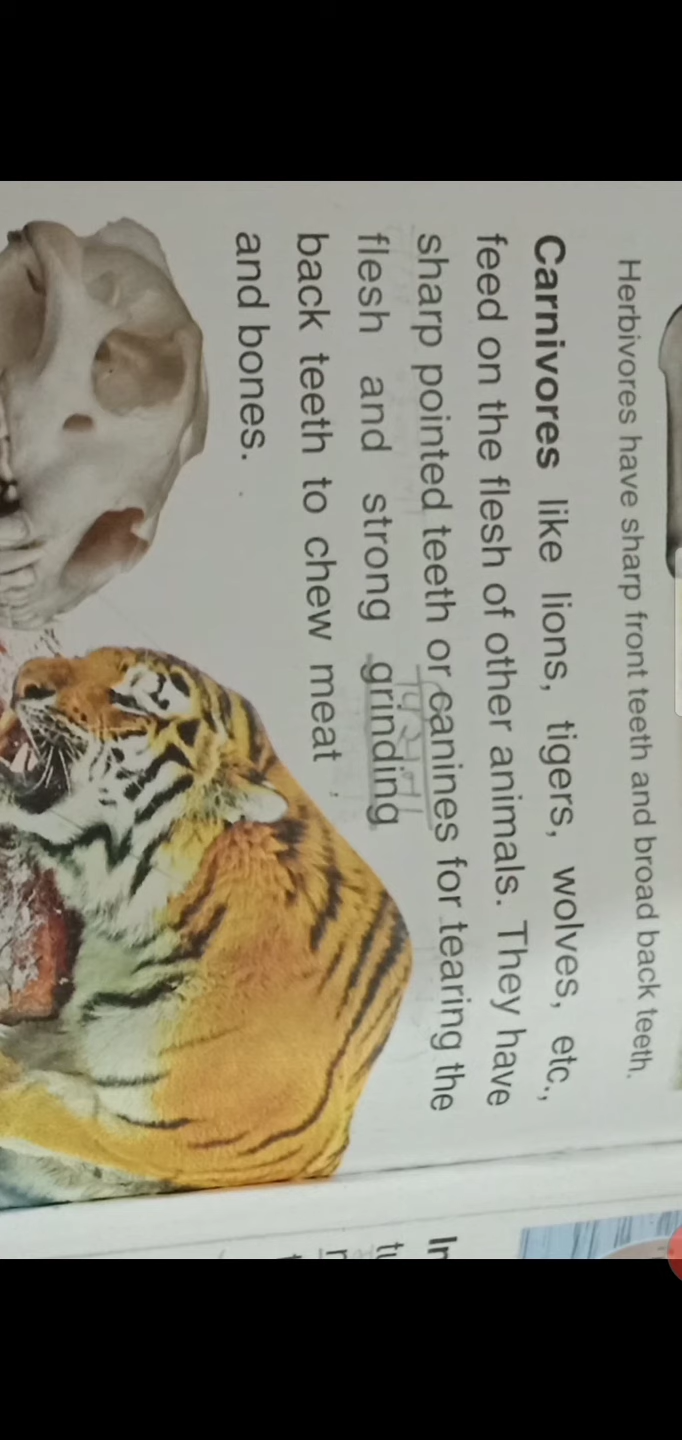 Herbivores have sharp front teeth and broad back teeth.
Carnivores like lions, tigers, wolves, etc.,
feed on the flesh of other animals. They have
sharp pointed teeth or canines for tearing the
flesh and strong grinding
back teeth to chew meat
and bones.